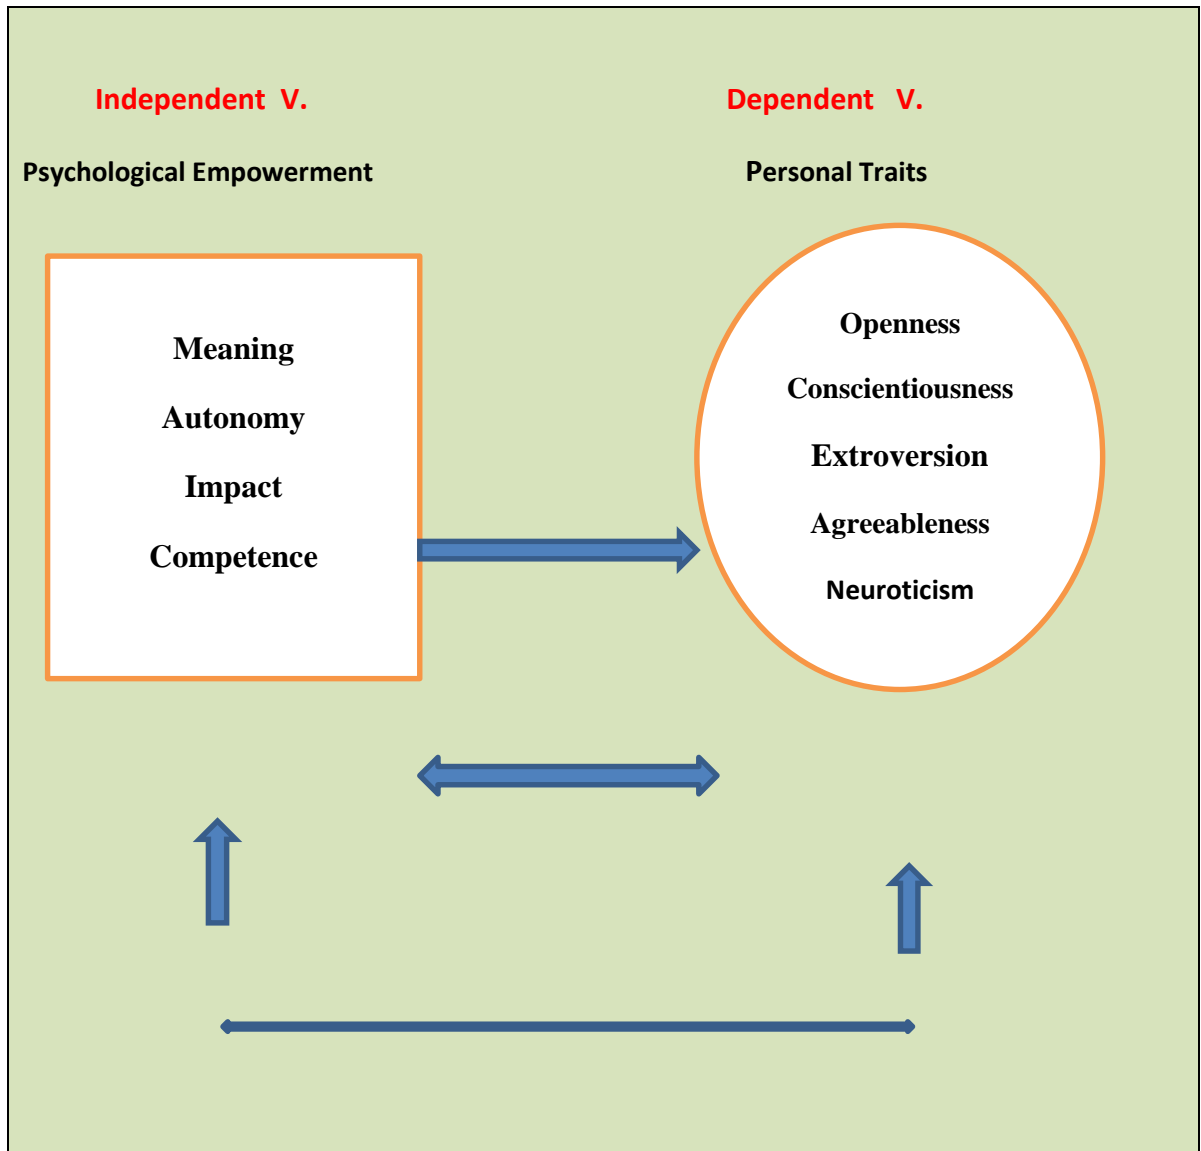 Independent V.
Dependent V.
Psychological Empowerment
Personal Traits
Meaning
Autonomy
Impact
Competence
Openness
Conscientiousness
Extroversion
Agreeableness
Neuroticism